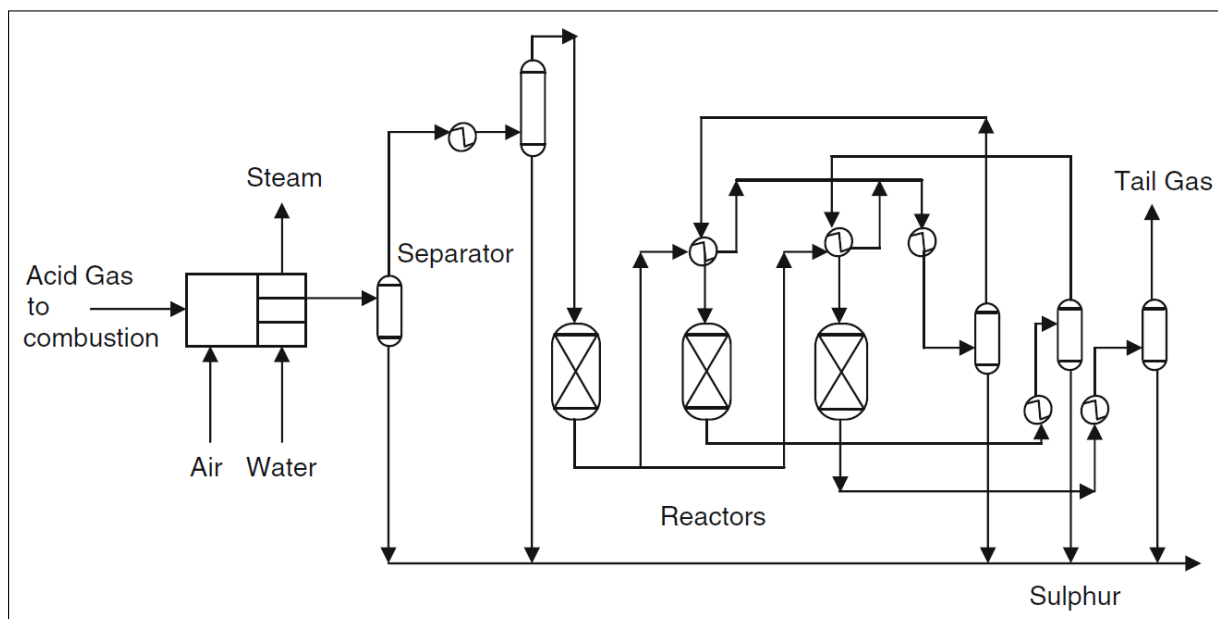 Steam
Tail Gas
Separator
Acid Gas
to
combustion
Air
Water
Reactors
Sulphur